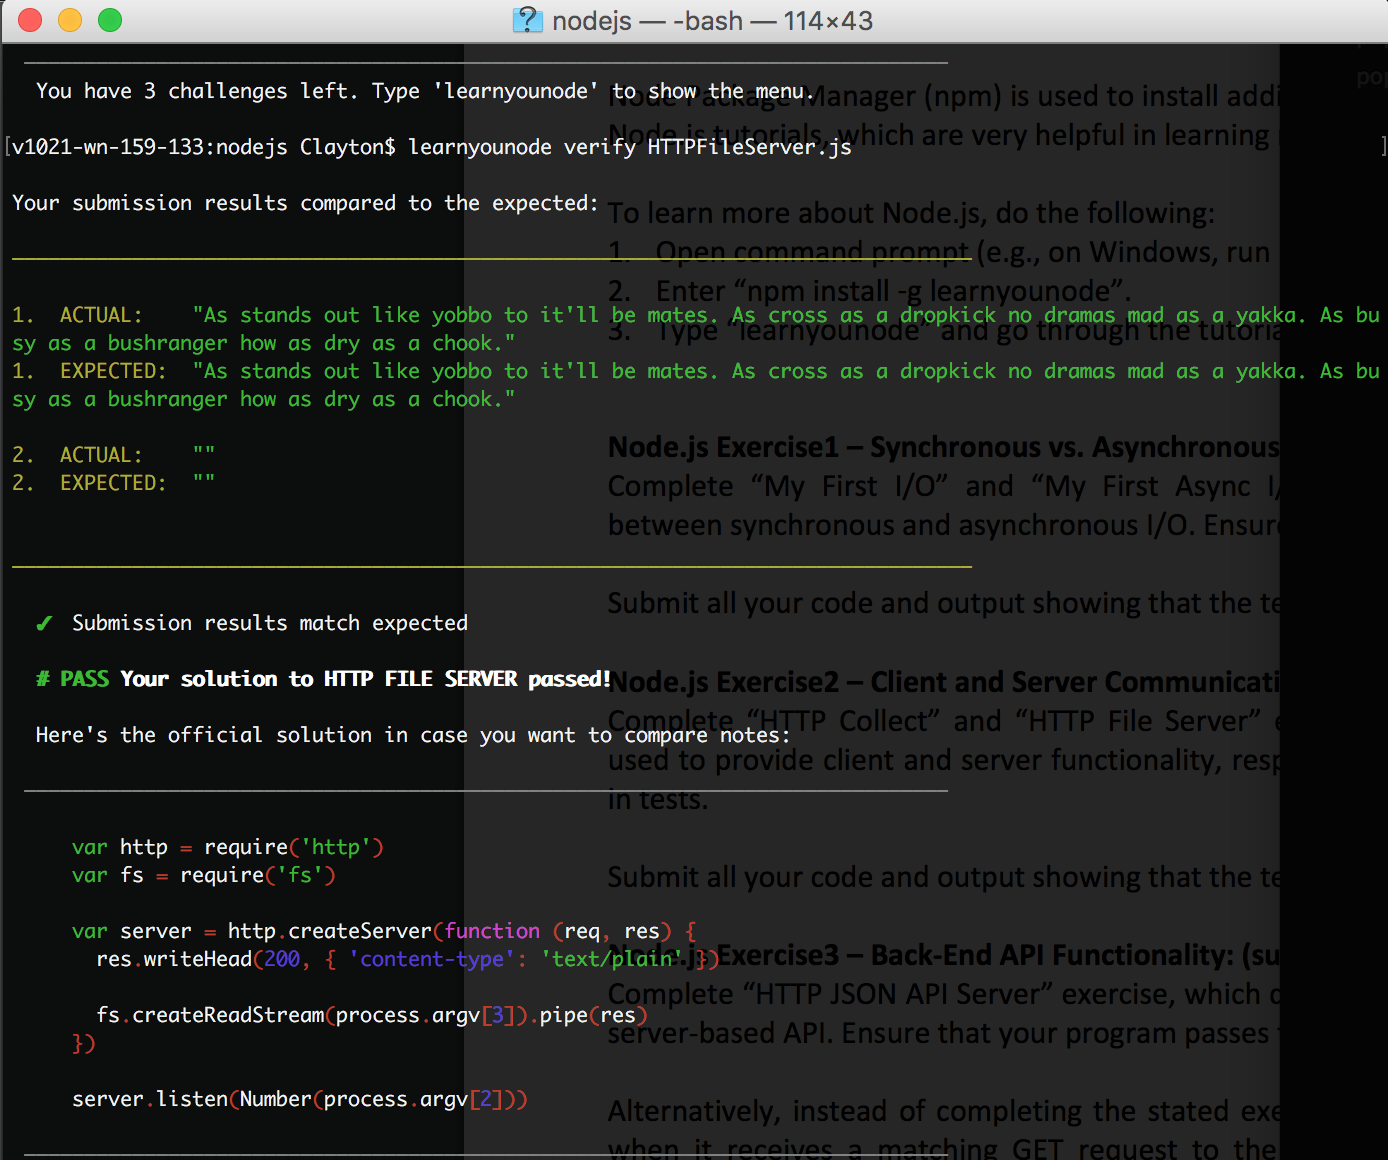 nodejs — -bash — 114×43
You have 3 challenges left. Type 'learnyounode' to show the menu.
[v1021-wn-159-133:nodejs Clayton$ learnyounode verify HTTPFileServer.js ]
Your submission results compared to the expected:
1.  ACTUAL:    "As stands out like yobbo to it'll be mates. As cross as a dropkick no dramas mad as a yakka. As bu
sy as a bushranger how as dry as a chook."
1.  EXPECTED:  "As stands out like yobbo to it'll be mates. As cross as a dropkick no dramas mad as a yakka. As bu
sy as a bushranger how as dry as a chook."
2.  ACTUAL:    ""
2.  EXPECTED:  ""
✔  Submission results match expected
# PASS Your solution to HTTP FILE SERVER passed!
Here's the official solution in case you want to compare notes:
var http = require('http')
var fs = require('fs')
var server = http.createServer(function (req, res) {
  res.writeHead(200, { 'content-type': 'text/plain' })
  fs.createReadStream(process.argv[3]).pipe(res)
})
server.listen(Number(process.argv[2]))
Node Package Manager (npm) is used to install addi
Node.js tutorials, which are very helpful in learning
To learn more about Node.js, do the following:
1. Open command prompt (e.g., on Windows, run
2. Enter “npm install -g learnyounode”.
3. Type “learnyounode” and go through the tutoria
Node.js Exercise1 – Synchronous vs. Asynchronous
Complete “My First I/O” and “My First Async I/
between synchronous and asynchronous I/O. Ensure
Submit all your code and output showing that the te
Node.js Exercise2 – Client and Server Communicati
Complete “HTTP Collect” and “HTTP File Server” e
used to provide client and server functionality, resp
in tests.
Submit all your code and output showing that the te
Node.js Exercise3 – Back-End API Functionality: (su
Complete “HTTP JSON API Server” exercise, which d
server-based API. Ensure that your program passes
Alternatively, instead of completing the stated exe
when it receives a matching GET request to the